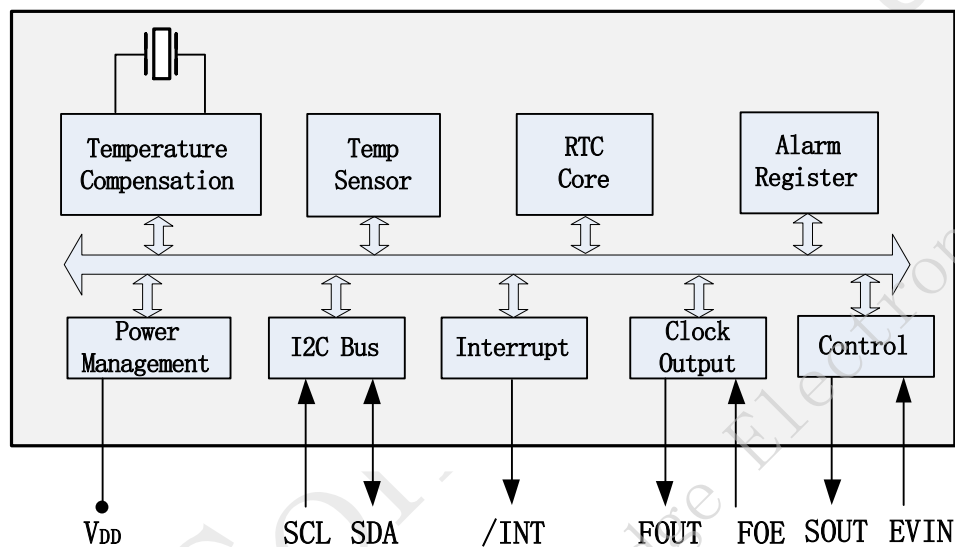 Temperature
Compensation
Temp
Sensor
RTC
Core
Alarm
Register
Power
Management
I2C Bus
Interrupt
Clock
Output
Control
VDD
SCL
SDA
/INT
FOUT
FOE
SOUT
EVIN